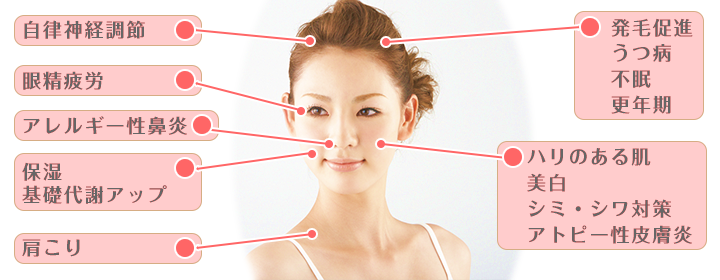 自律神経調節
眼精疲労
アレルギー性鼻炎
保湿
基礎代謝アップ
肩こり
発毛促進
うつ病
不眠
更年期
ハリのある肌
美白
シミ・シワ対策
アトピー性皮膚炎